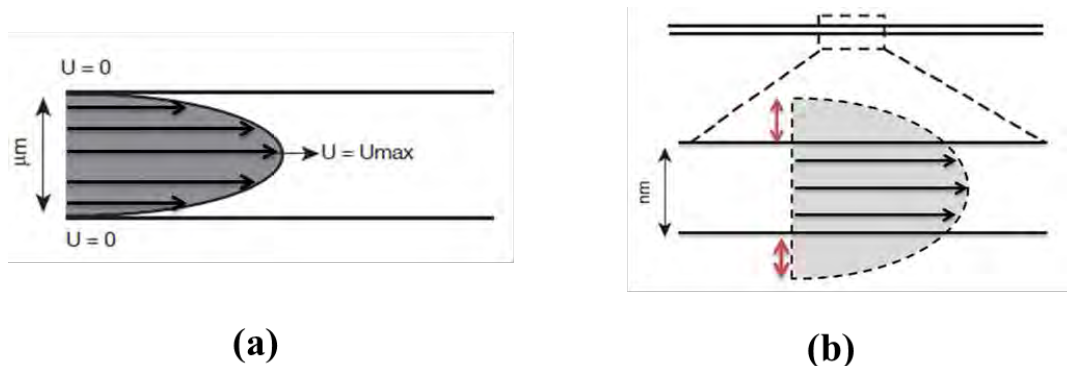 U = 0
μm
U = Umax
U = 0
nm
(a)
(b)